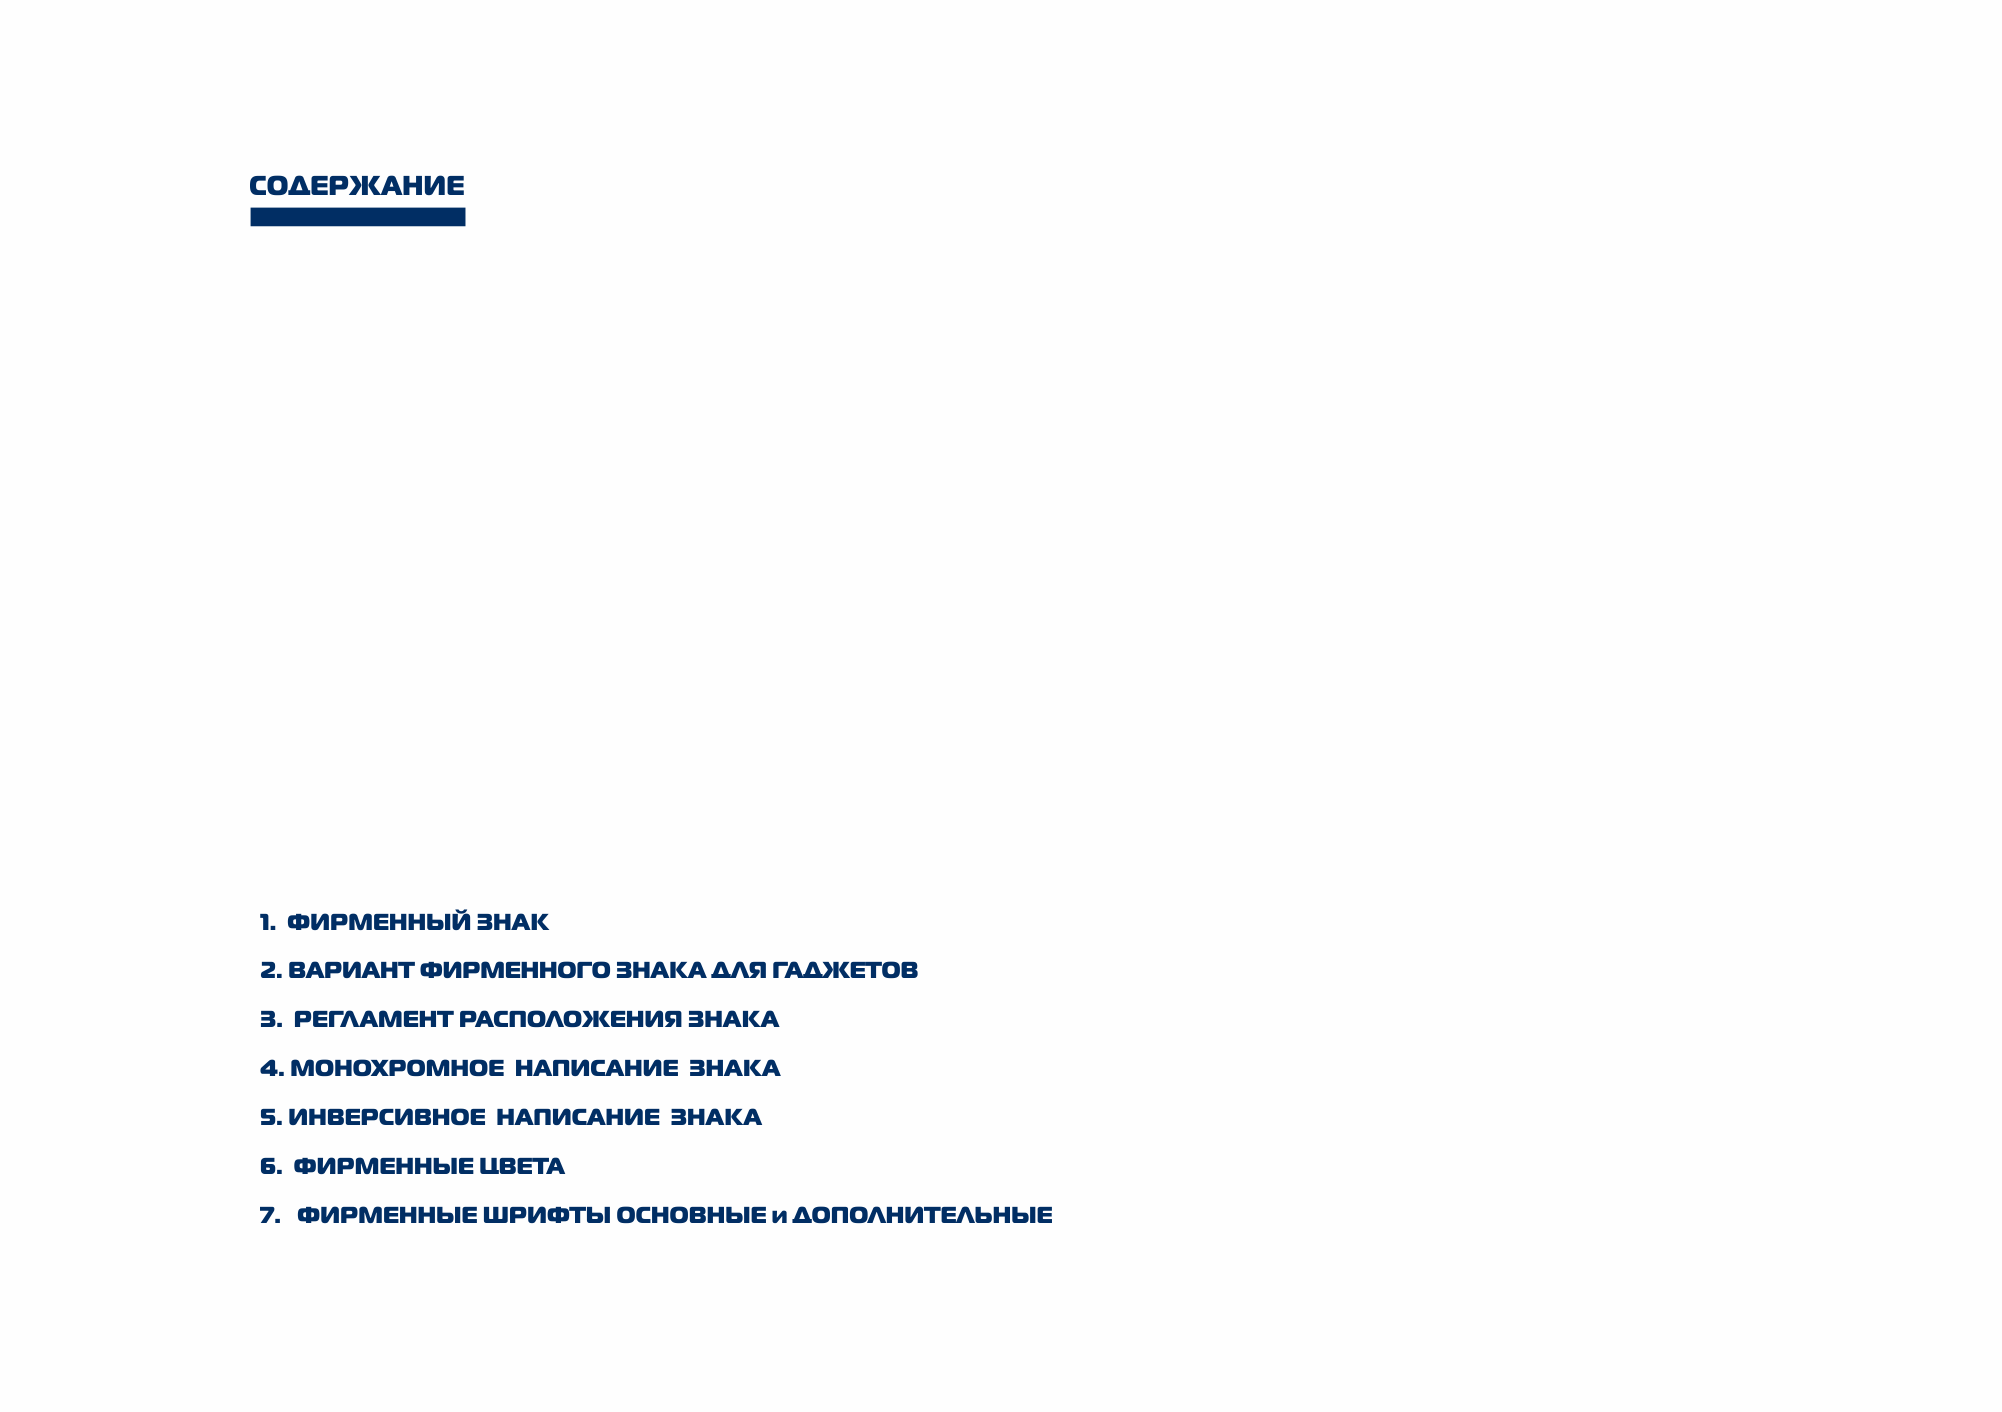 СОДЕРЖАНИЕ
1. ФИРМЕННЫЙ ЗНАК
2. ВАРИАНТ ФИРМЕННОГО ЗНАКА ДЛЯ ГАДЖЕТОВ
3. РЕГЛАМЕНТ РАСПОЛОЖЕНИЯ ЗНАКА
4. МОНОХРОМНОЕ НАПИСАНИЕ ЗНАКА
5. ИНВЕРСИВНОЕ НАПИСАНИЕ ЗНАКА
6. ФИРМЕННЫЕ ЦВЕТА
7. ФИРМЕННЫЕ ШРИФТЫ ОСНОВНЫЕ и ДОПОЛНИТЕЛЬНЫЕ